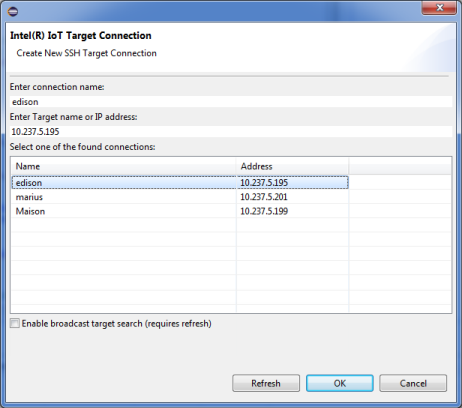 Intel(R) IoT Target Connection
Create New SSH Target Connection
Enter connection name:
edison
Enter Target name or IP address:
10.237.5.195
Select one of the found connections:
Name Address
edison 10.237.5.195
marius 10.237.5.201
Maison 10.237.5.199
Enable broadcast target search (requires refresh)
Refresh OK Cancel